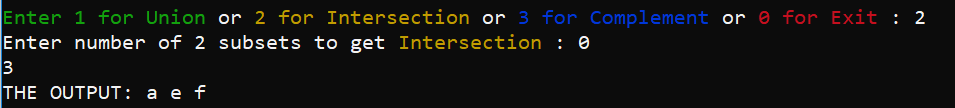 Enter 1 for Union or 2 for Intersection or 3 for Complement or 0 for Exit : 2
Enter number of 2 subsets to get Intersection : 0
3
THE OUTPUT: a e f